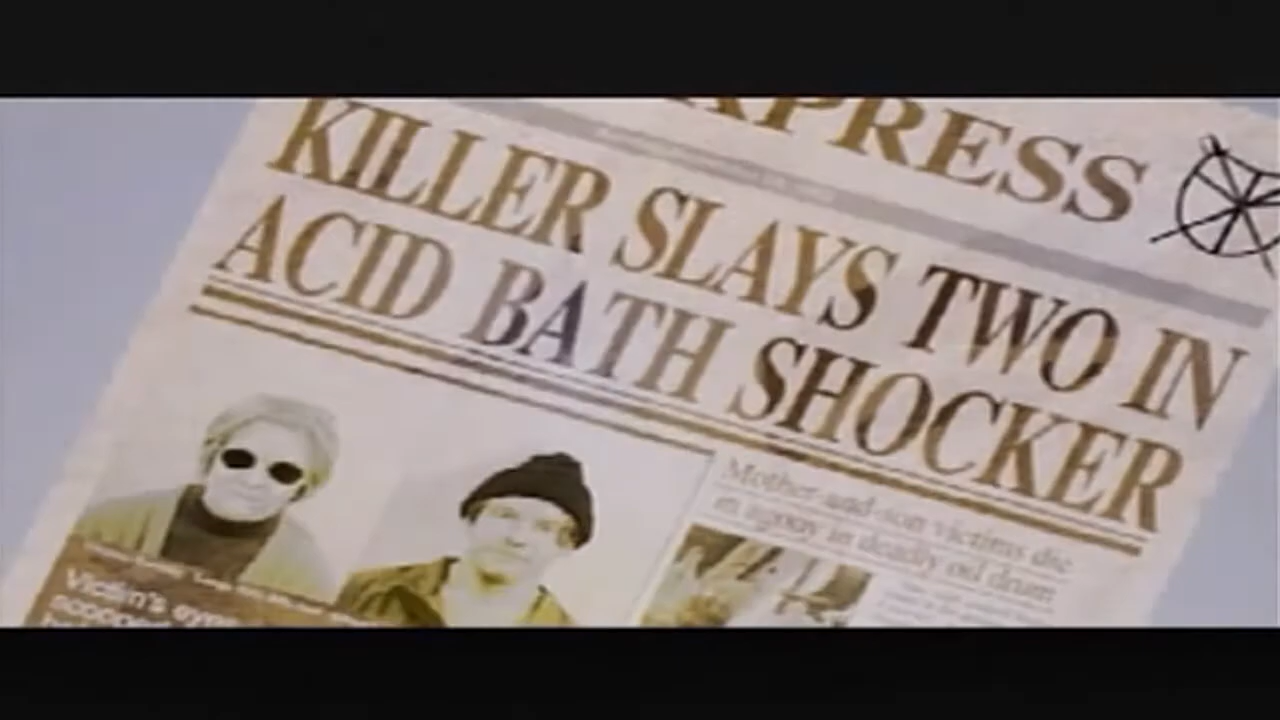 XPRESS
KILLER SLAYS TWO IN
ACID BATH SHOCKER
Mother-and-son victims die
in agony in deadly oil drum
Victim's